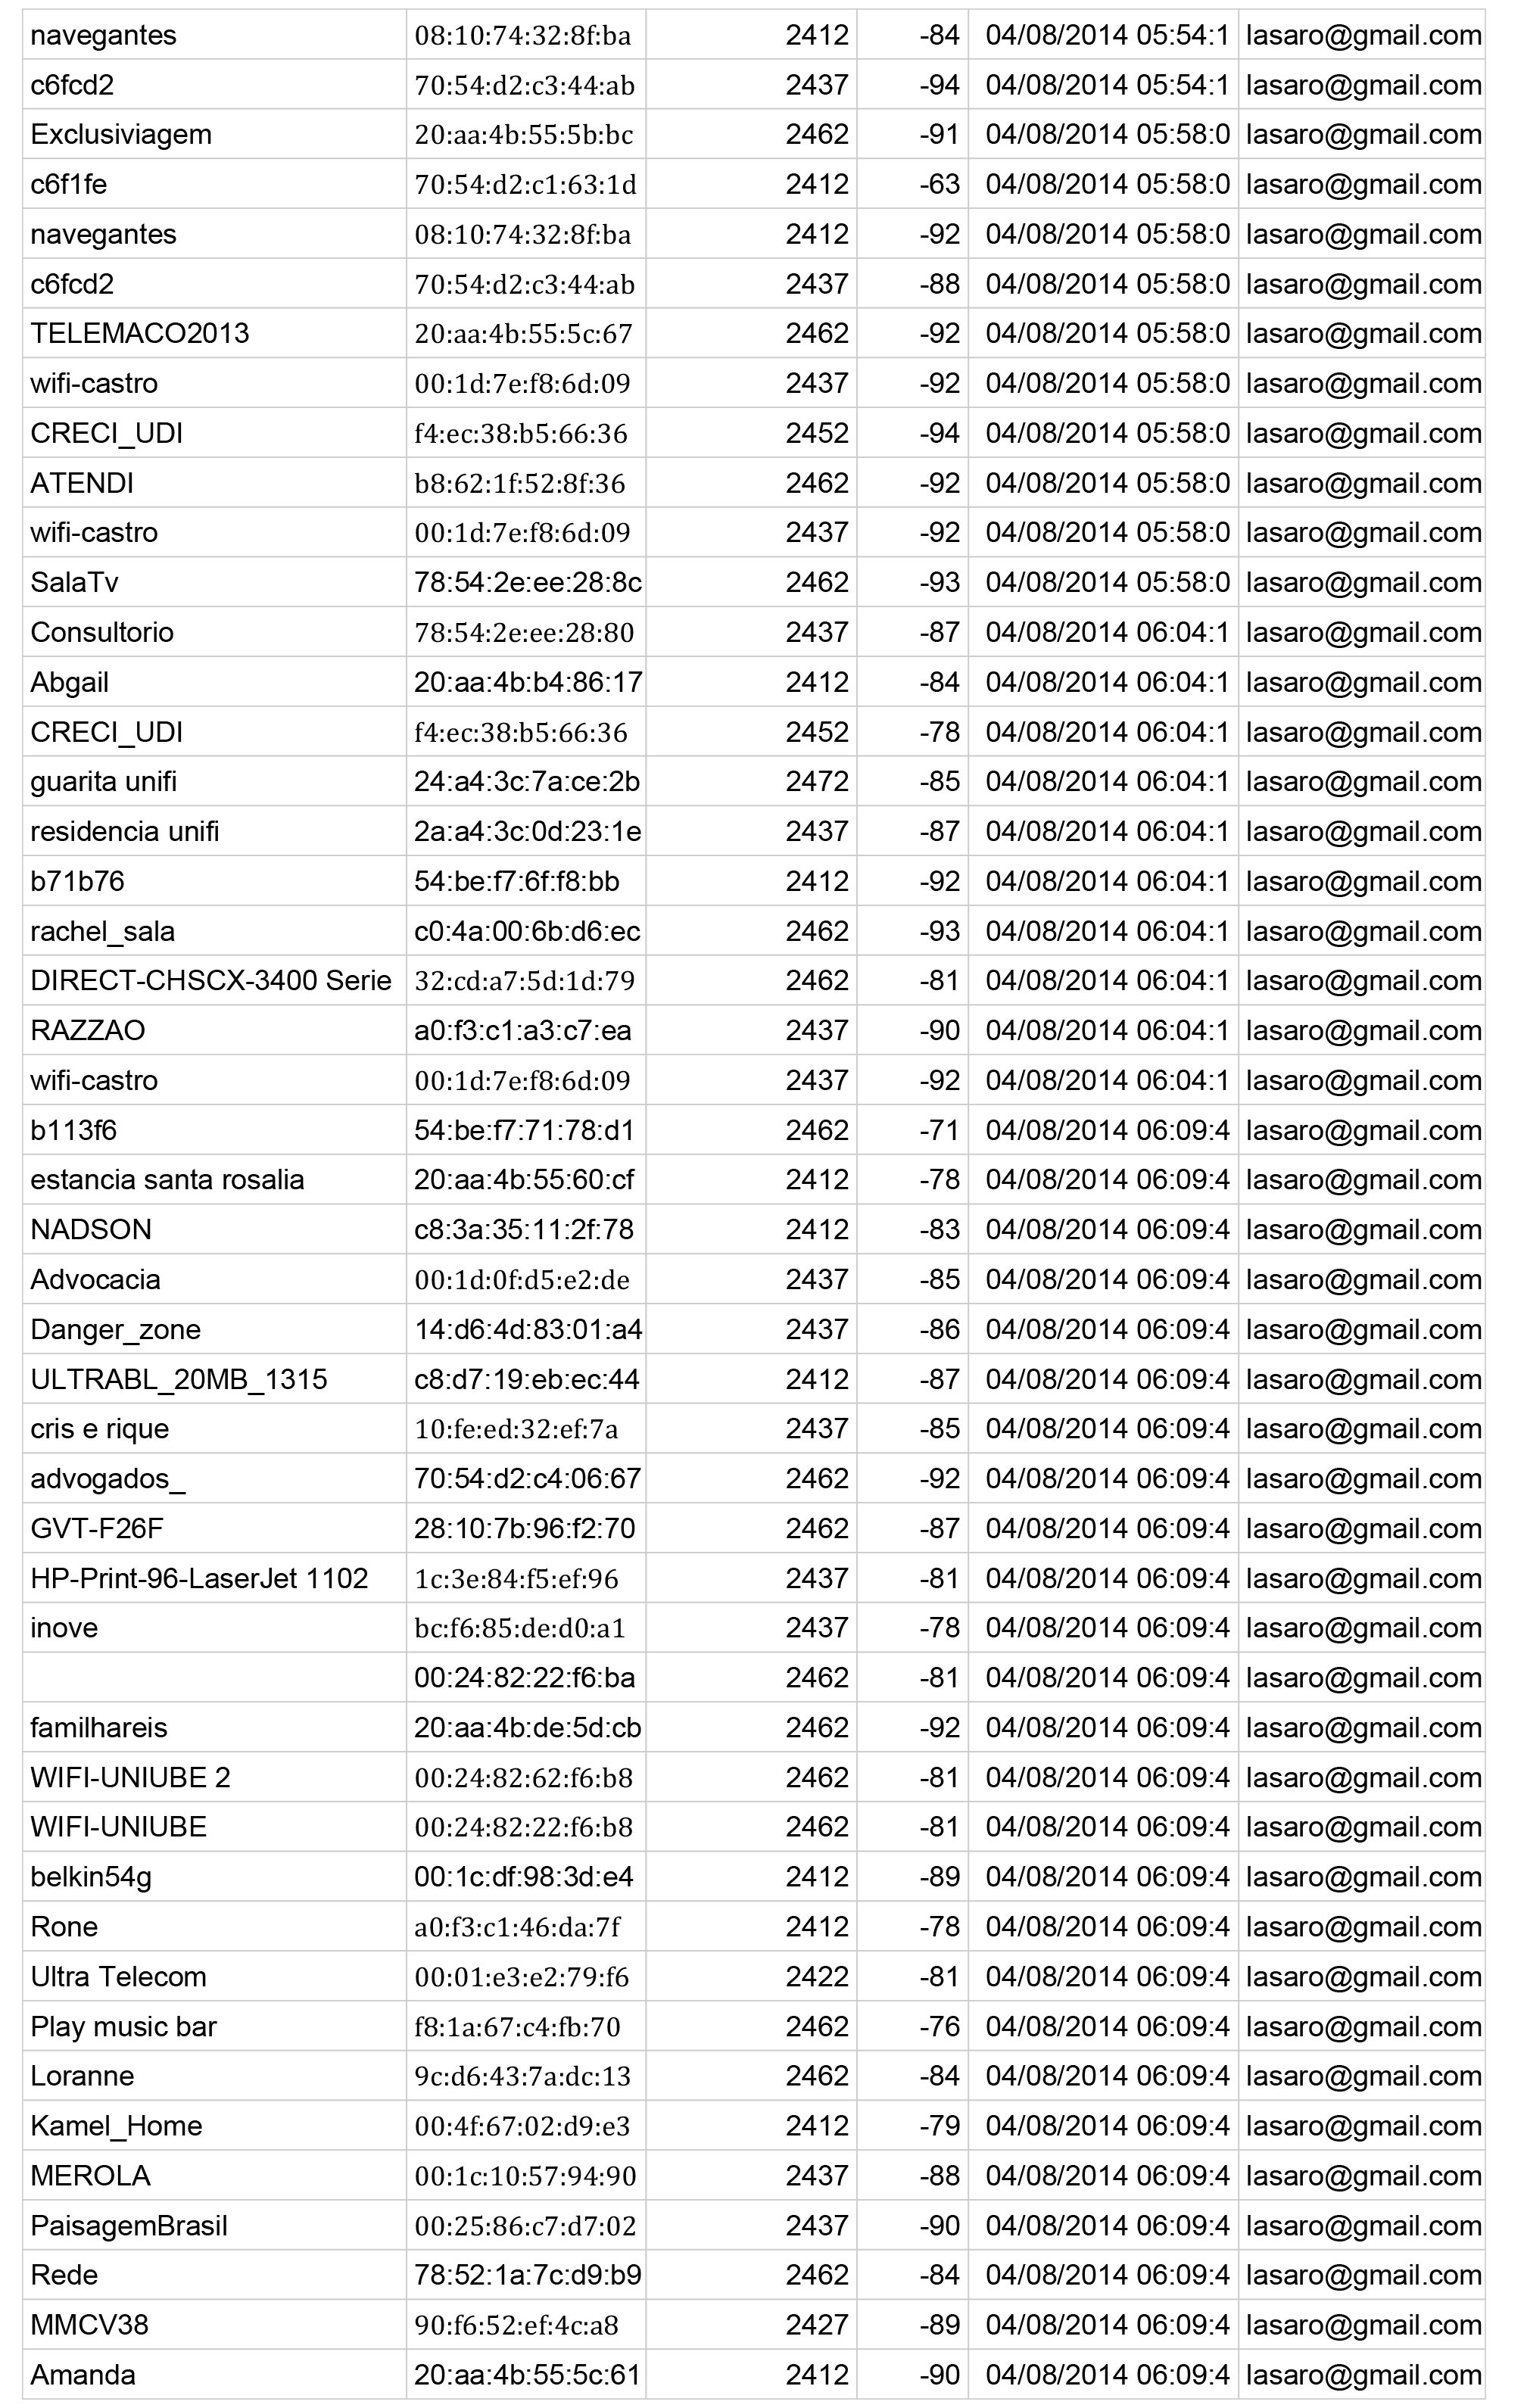 navegantes 08:10:74:32:8f:ba 2412 -84 04/08/2014 05:54:1 lasaro@gmail.com
c6fcd2 70:54:d2:c3:44:ab 2437 -94 04/08/2014 05:54:1 lasaro@gmail.com
Exclusiviagem 20:aa:4b:55:5b:bc 2462 -91 04/08/2014 05:58:0 lasaro@gmail.com
c6f1fe 70:54:d2:c1:63:1d 2412 -63 04/08/2014 05:58:0 lasaro@gmail.com
navegantes 08:10:74:32:8f:ba 2412 -92 04/08/2014 05:58:0 lasaro@gmail.com
c6fcd2 70:54:d2:c3:44:ab 2437 -88 04/08/2014 05:58:0 lasaro@gmail.com
TELEMACO2013 20:aa:4b:55:5c:67 2462 -92 04/08/2014 05:58:0 lasaro@gmail.com
wifi-castro 00:1d:7e:f8:6d:09 2437 -92 04/08/2014 05:58:0 lasaro@gmail.com
CRECI_UDI f4:ec:38:b5:66:36 2452 -94 04/08/2014 05:58:0 lasaro@gmail.com
ATENDI b8:62:1f:52:8f:36 2462 -92 04/08/2014 05:58:0 lasaro@gmail.com
wifi-castro 00:1d:7e:f8:6d:09 2437 -92 04/08/2014 05:58:0 lasaro@gmail.com
SalaTv 78:54:2e:ee:28:8c 2462 -93 04/08/2014 05:58:0 lasaro@gmail.com
Consultorio 78:54:2e:ee:28:80 2437 -87 04/08/2014 06:04:1 lasaro@gmail.com
Abgail 20:aa:4b:b4:86:17 2412 -84 04/08/2014 06:04:1 lasaro@gmail.com
CRECI_UDI f4:ec:38:b5:66:36 2452 -78 04/08/2014 06:04:1 lasaro@gmail.com
guarita unifi 24:a4:3c:7a:ce:2b 2472 -85 04/08/2014 06:04:1 lasaro@gmail.com
residencia unifi 2a:a4:3c:0d:23:1e 2437 -87 04/08/2014 06:04:1 lasaro@gmail.com
b71b76 54:be:f7:6f:f8:bb 2412 -92 04/08/2014 06:04:1 lasaro@gmail.com
rachel_sala c0:4a:00:6b:d6:ec 2462 -93 04/08/2014 06:04:1 lasaro@gmail.com
DIRECT-CHSCX-3400 Serie 32:cd:a7:5d:1d:79 2462 -81 04/08/2014 06:04:1 lasaro@gmail.com
RAZZAO a0:f3:c1:a3:c7:ea 2437 -90 04/08/2014 06:04:1 lasaro@gmail.com
wifi-castro 00:1d:7e:f8:6d:09 2437 -92 04/08/2014 06:04:1 lasaro@gmail.com
b113f6 54:be:f7:71:78:d1 2462 -71 04/08/2014 06:09:4 lasaro@gmail.com
estancia santa rosalia 20:aa:4b:55:60:cf 2412 -78 04/08/2014 06:09:4 lasaro@gmail.com
NADSON c8:3a:35:11:2f:78 2412 -83 04/08/2014 06:09:4 lasaro@gmail.com
Advocacia 00:1d:0f:d5:e2:de 2437 -85 04/08/2014 06:09:4 lasaro@gmail.com
Danger_zone 14:d6:4d:83:01:a4 2437 -86 04/08/2014 06:09:4 lasaro@gmail.com
ULTRABL_20MB_1315 c8:d7:19:eb:ec:44 2412 -87 04/08/2014 06:09:4 lasaro@gmail.com
cris e rique 10:fe:ed:32:ef:7a 2437 -85 04/08/2014 06:09:4 lasaro@gmail.com
advogados_ 70:54:d2:c4:06:67 2462 -92 04/08/2014 06:09:4 lasaro@gmail.com
GVT-F26F 28:10:7b:96:f2:70 2462 -87 04/08/2014 06:09:4 lasaro@gmail.com
HP-Print-96-LaserJet 1102 1c:3e:84:f5:ef:96 2437 -81 04/08/2014 06:09:4 lasaro@gmail.com
inove bc:f6:85:de:d0:a1 2437 -78 04/08/2014 06:09:4 lasaro@gmail.com
00:24:82:22:f6:ba 2462 -81 04/08/2014 06:09:4 lasaro@gmail.com
familhareis 20:aa:4b:de:5d:cb 2462 -92 04/08/2014 06:09:4 lasaro@gmail.com
WIFI-UNIUBE 2 00:24:82:62:f6:b8 2462 -81 04/08/2014 06:09:4 lasaro@gmail.com
WIFI-UNIUBE 00:24:82:22:f6:b8 2462 -81 04/08/2014 06:09:4 lasaro@gmail.com
belkin54g 00:1c:df:98:3d:e4 2412 -89 04/08/2014 06:09:4 lasaro@gmail.com
Rone a0:f3:c1:46:da:7f 2412 -78 04/08/2014 06:09:4 lasaro@gmail.com
Ultra Telecom 00:01:e3:e2:79:f6 2422 -81 04/08/2014 06:09:4 lasaro@gmail.com
Play music bar f8:1a:67:c4:fb:70 2462 -76 04/08/2014 06:09:4 lasaro@gmail.com
Loranne 9c:d6:43:7a:dc:13 2462 -84 04/08/2014 06:09:4 lasaro@gmail.com
Kamel_Home 00:4f:67:02:d9:e3 2412 -79 04/08/2014 06:09:4 lasaro@gmail.com
MEROLA 00:1c:10:57:94:90 2437 -88 04/08/2014 06:09:4 lasaro@gmail.com
PaisagemBrasil 00:25:86:c7:d7:02 2437 -90 04/08/2014 06:09:4 lasaro@gmail.com
Rede 78:52:1a:7c:d9:b9 2462 -84 04/08/2014 06:09:4 lasaro@gmail.com
MMCV38 90:f6:52:ef:4c:a8 2427 -89 04/08/2014 06:09:4 lasaro@gmail.com
Amanda 20:aa:4b:55:5c:61 2412 -90 04/08/2014 06:09:4 lasaro@gmail.com